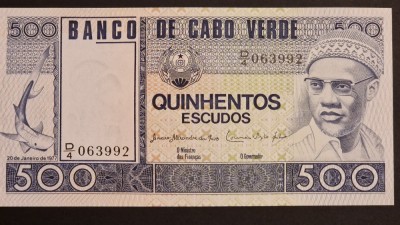 500 BANCO DE CABO VERDE 500
D/4 063992
QUINHENTOS
ESCUDOS
D/4 063992
20 de Janeiro de 1977
O Ministro
das Finanças
O Governador
500 500